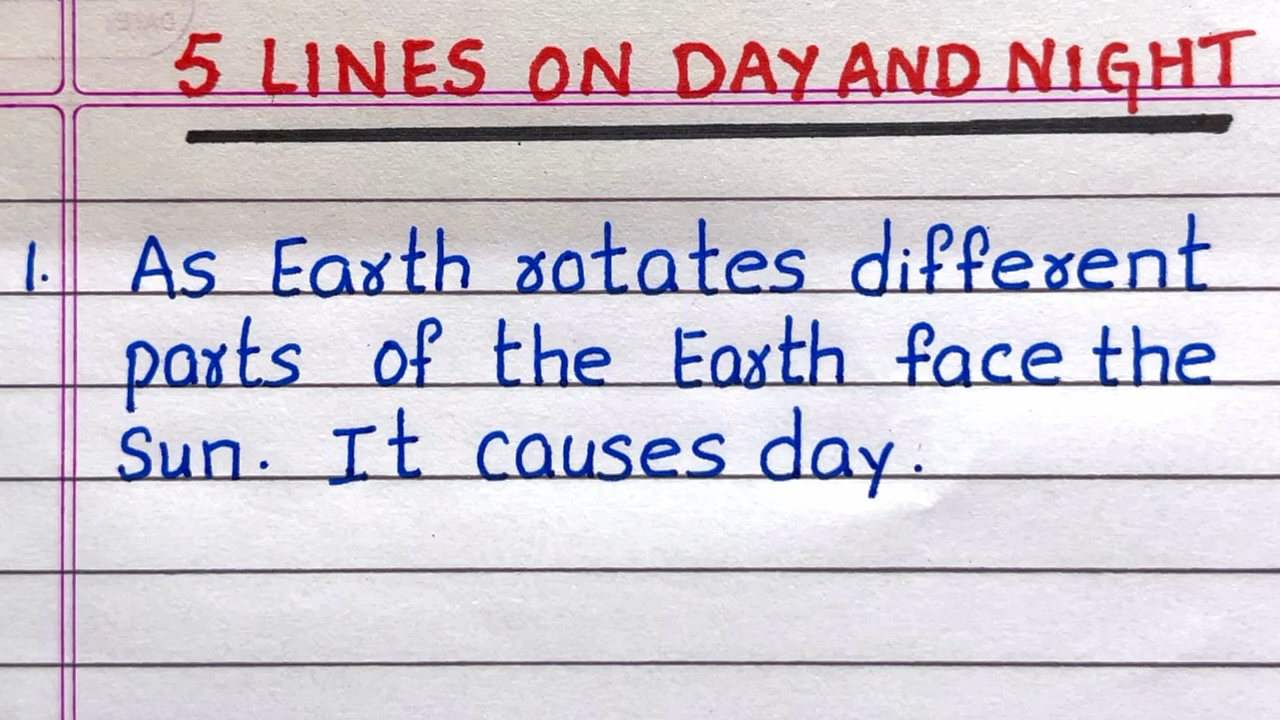 5 LINES ON DAY AND NIGHT
1. As Earth rotates different
parts of the Earth face the
Sun. It causes day.